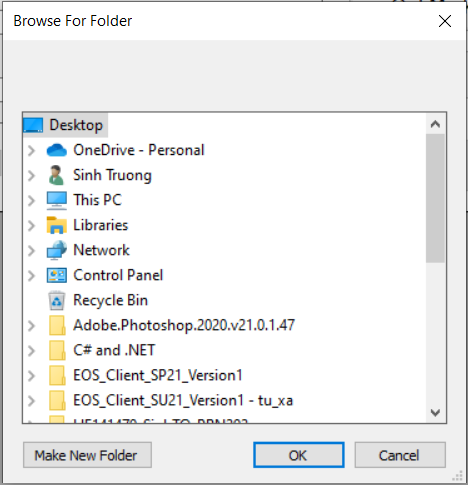 Browse For Folder
Desktop
OneDrive - Personal
Sinh Truong
This PC
Libraries
Network
Control Panel
Recycle Bin
Adobe.Photoshop.2020.v21.0.1.47
C# and .NET
EOS_Client_SP21_Version1
EOS_Client_SU21_Version1 - tu_xa
Make New Folder
OK
Cancel